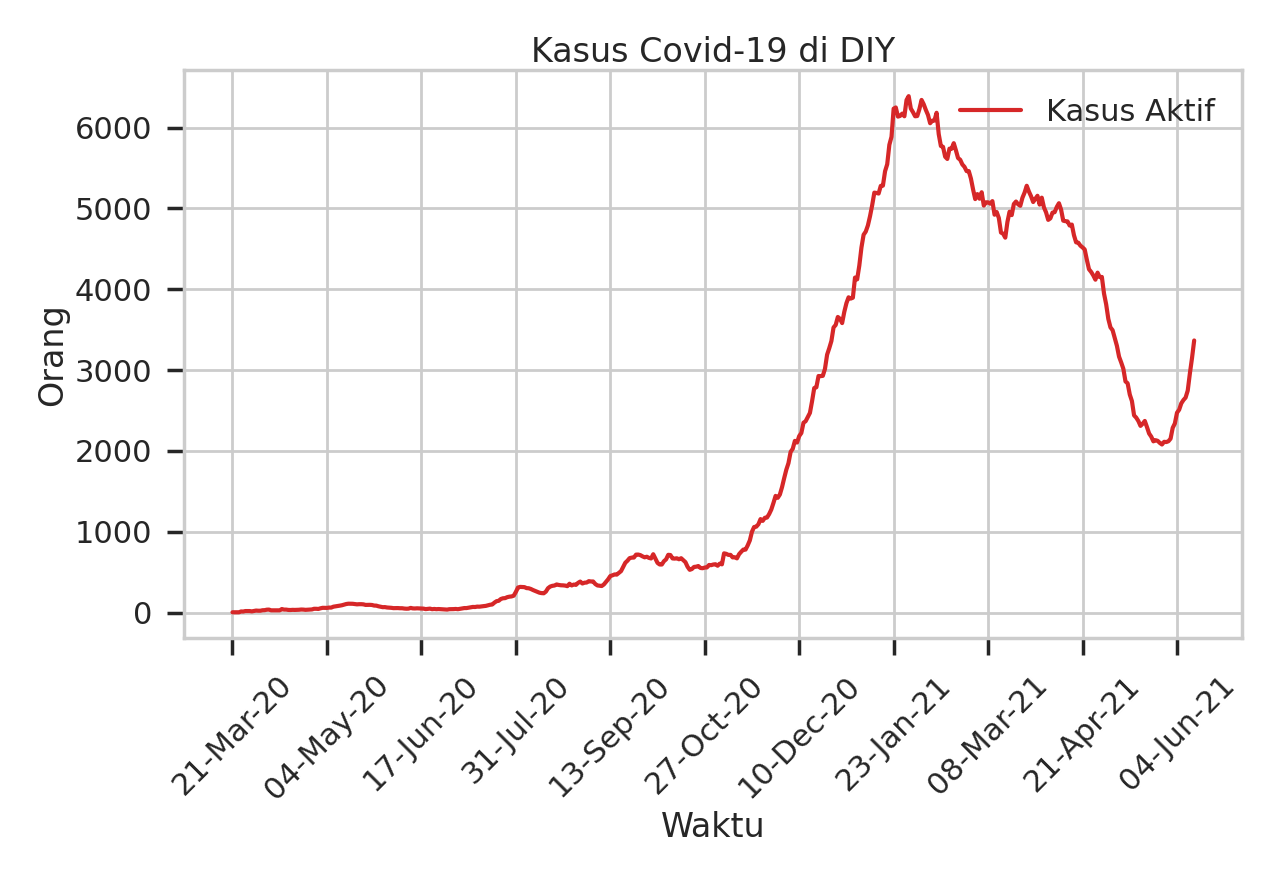 Kasus Covid-19 di DIY
Kasus Aktif
Orang
6000
5000
4000
3000
2000
1000
0
21-Mar-20
04-May-20
17-Jun-20
31-Jul-20
13-Sep-20
27-Oct-20
10-Dec-20
23-Jan-21
08-Mar-21
21-Apr-21
04-Jun-21
Waktu